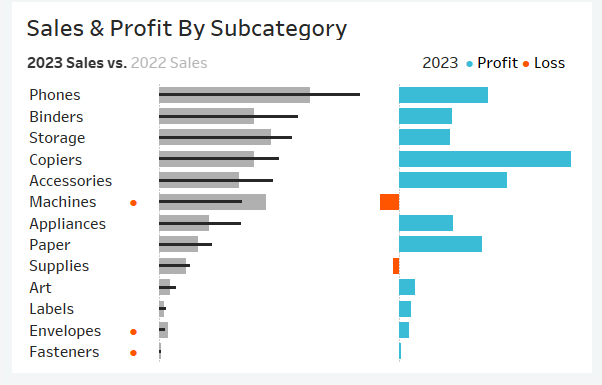 Sales & Profit By Subcategory
2023 Sales vs. 2022 Sales
2023 ● Profit ● Loss
Phones
Binders
Storage
Copiers
Accessories
Machines
Appliances
Paper
Supplies
Art
Labels
Envelopes
Fasteners